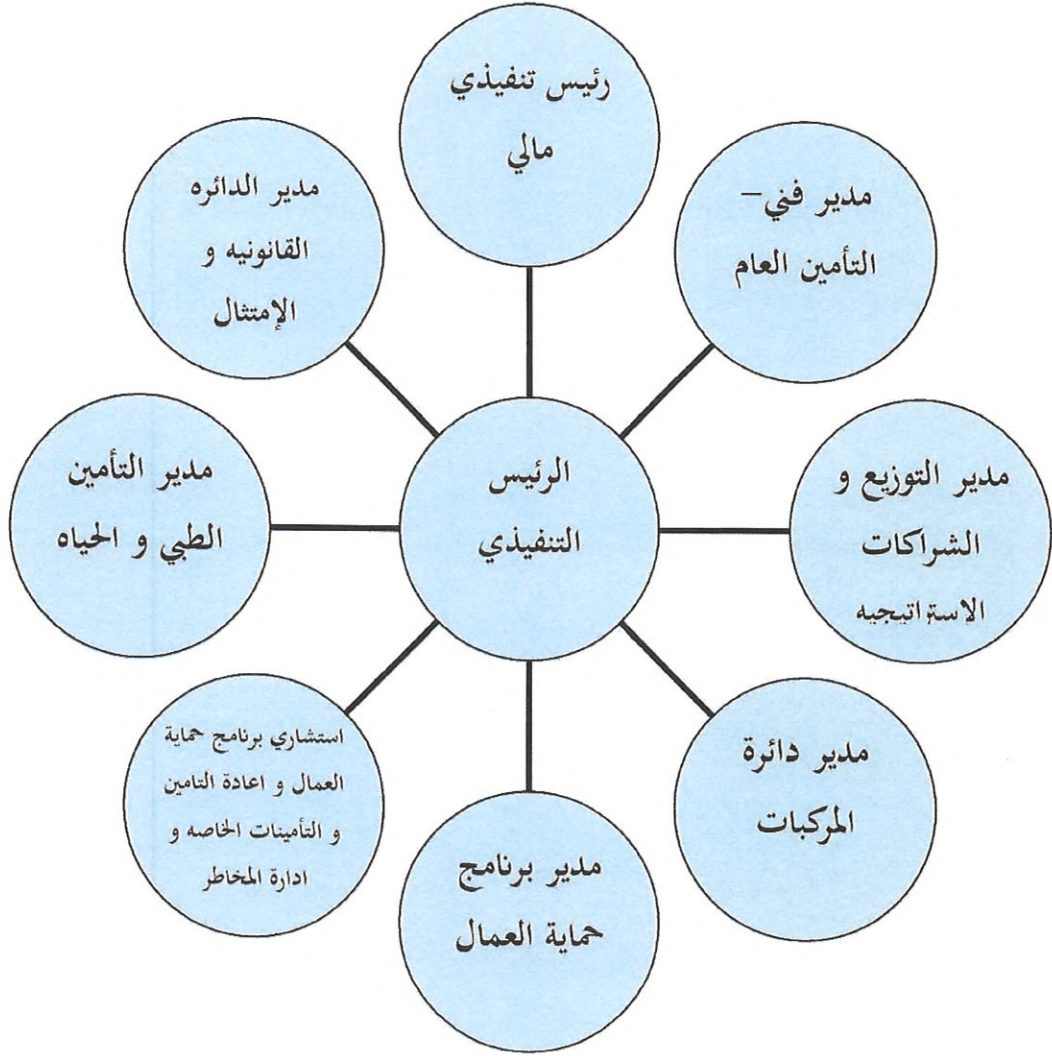 رئيس تنفيذي
مالي
مدير فني–
التأمين العام
مدير التوزيع و
الشراكات
الاستراتيجيه
مدير دائرة
المركبات
مدير برنامج
حماية العمال
استشاري برنامج حماية
العمال و اعادة التامين
و التأمينات الخاصه و
ادارة المخاطر
مدير التأمين
الطبي و الحياه
مدير الدائره
القانونيه و
الإمتثال
الرئيس
التنفيذي